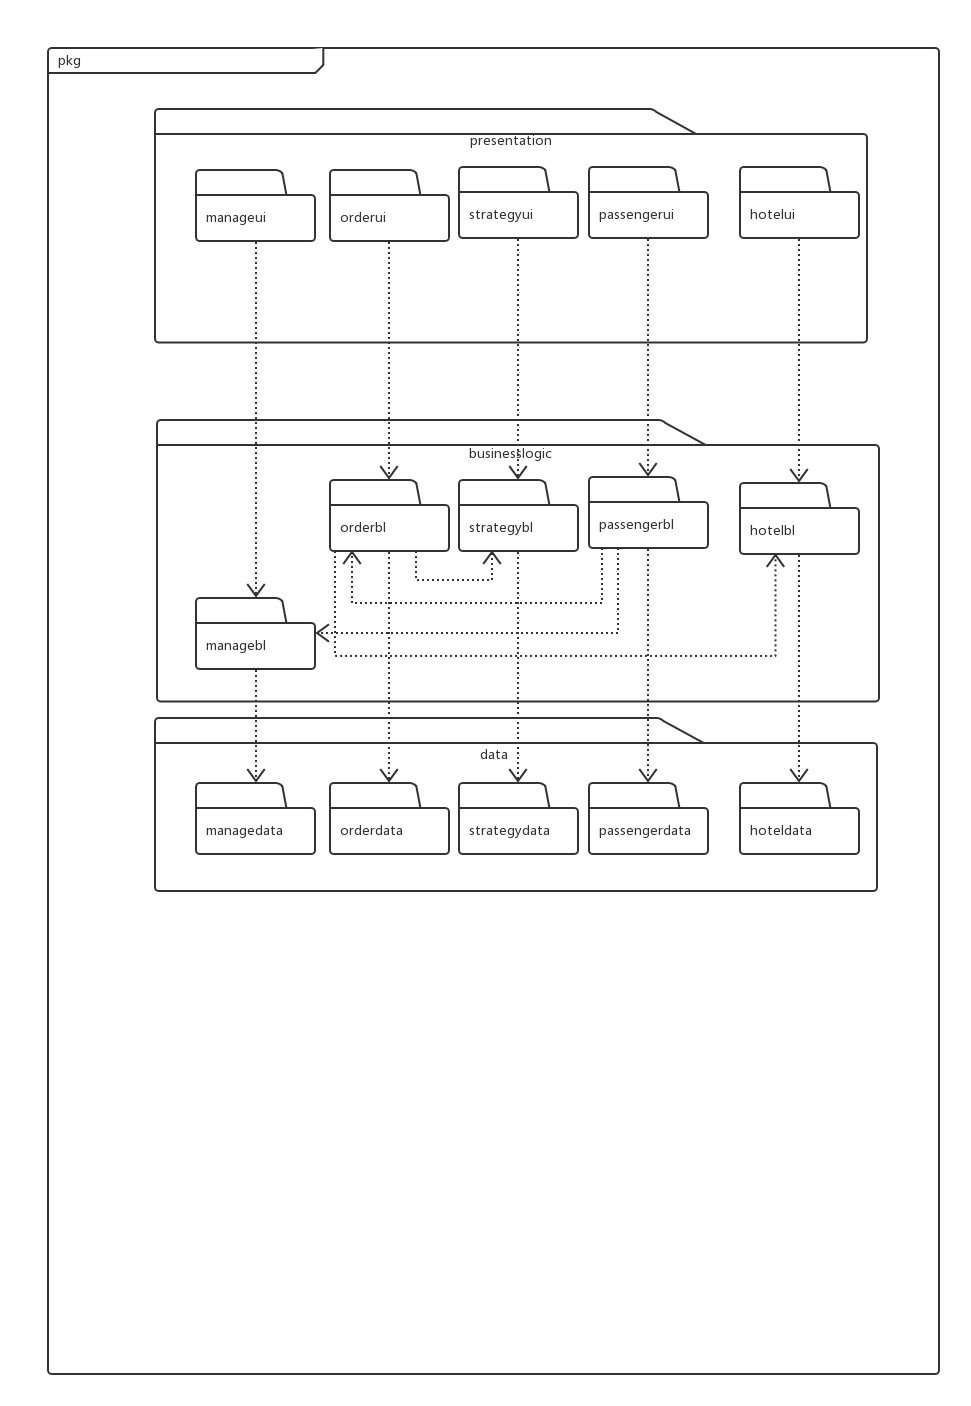 pkg
presentation
manageui
orderui
strategyui
passengerui
hotelui
businesslogic
orderbl
strategybl
passengerbl
hotelbl
managebl
data
managedata
orderdata
strategydata
passengerdata
hoteldata